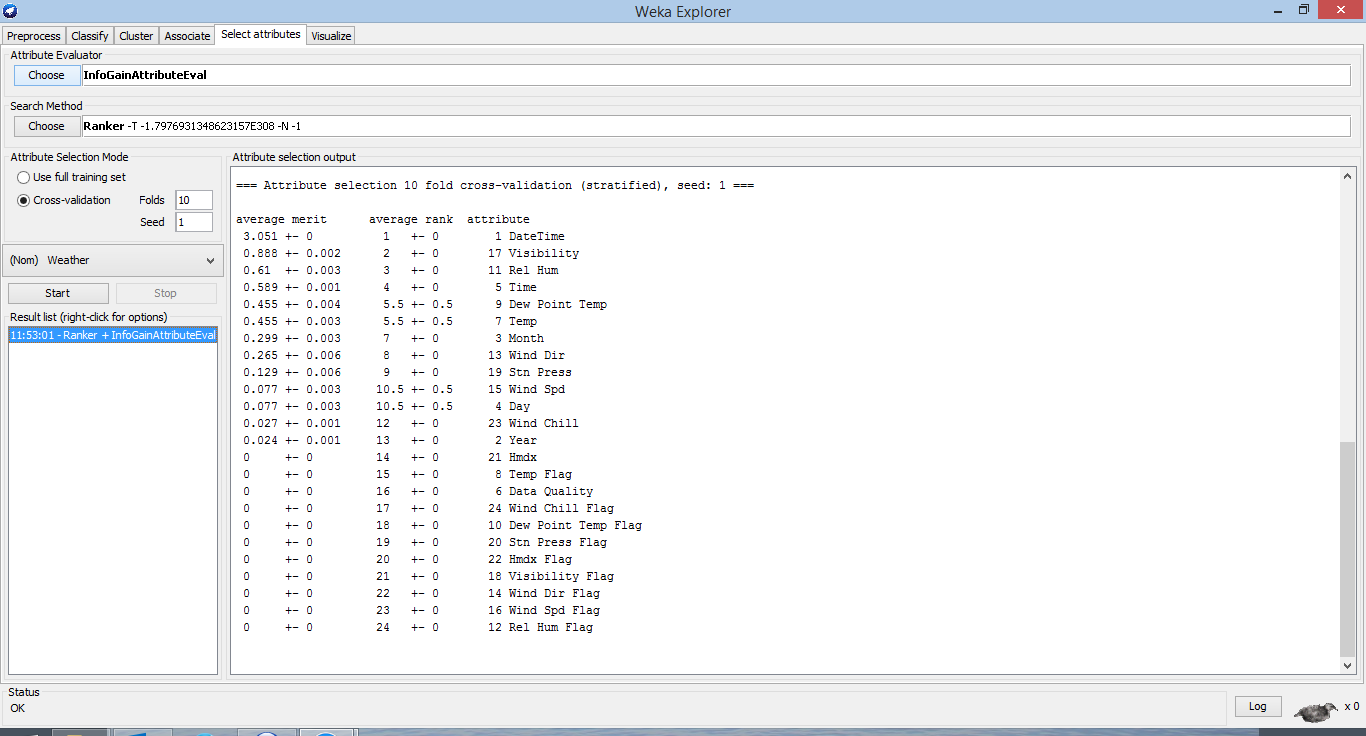 Weka Explorer
Preprocess Classify Cluster Associate Select attributes Visualize
Attribute Evaluator
Choose InfoGainAttributeEval
Search Method
Choose Ranker -T -1.7976931348623157E308 -N -1
Attribute Selection Mode
Use full training set
Cross-validation Folds 10
Seed 1
(Nom) Weather
Start Stop
Result list (right-click for options)
11:53:01 - Ranker + InfoGainAttributeEval
Attribute selection output
=== Attribute selection 10 fold cross-validation (stratified), seed: 1 ===
average merit average rank attribute
3.051 +- 0 1 +- 0 1 DateTime
0.888 +- 0.002 2 +- 0 17 Visibility
0.61 +- 0.003 3 +- 0 11 Rel Hum
0.589 +- 0.001 4 +- 0 5 Time
0.455 +- 0.004 5.5 +- 0.5 9 Dew Point Temp
0.455 +- 0.003 5.5 +- 0.5 7 Temp
0.299 +- 0.003 7 +- 0 3 Month
0.265 +- 0.006 8 +- 0 13 Wind Dir
0.129 +- 0.006 9 +- 0 19 Stn Press
0.077 +- 0.003 10.5 +- 0.5 15 Wind Spd
0.077 +- 0.003 10.5 +- 0.5 4 Day
0.027 +- 0.001 12 +- 0 23 Wind Chill
0.024 +- 0.001 13 +- 0 2 Year
0 +- 0 14 +- 0 21 Hmdx
0 +- 0 15 +- 0 8 Temp Flag
0 +- 0 16 +- 0 6 Data Quality
0 +- 0 17 +- 0 24 Wind Chill Flag
0 +- 0 18 +- 0 10 Dew Point Temp Flag
0 +- 0 19 +- 0 20 Stn Press Flag
0 +- 0 20 +- 0 22 Hmdx Flag
0 +- 0 21 +- 0 18 Visibility Flag
0 +- 0 22 +- 0 14 Wind Dir Flag
0 +- 0 23 +- 0 16 Wind Spd Flag
0 +- 0 24 +- 0 12 Rel Hum Flag
Status
OK
Log x 0